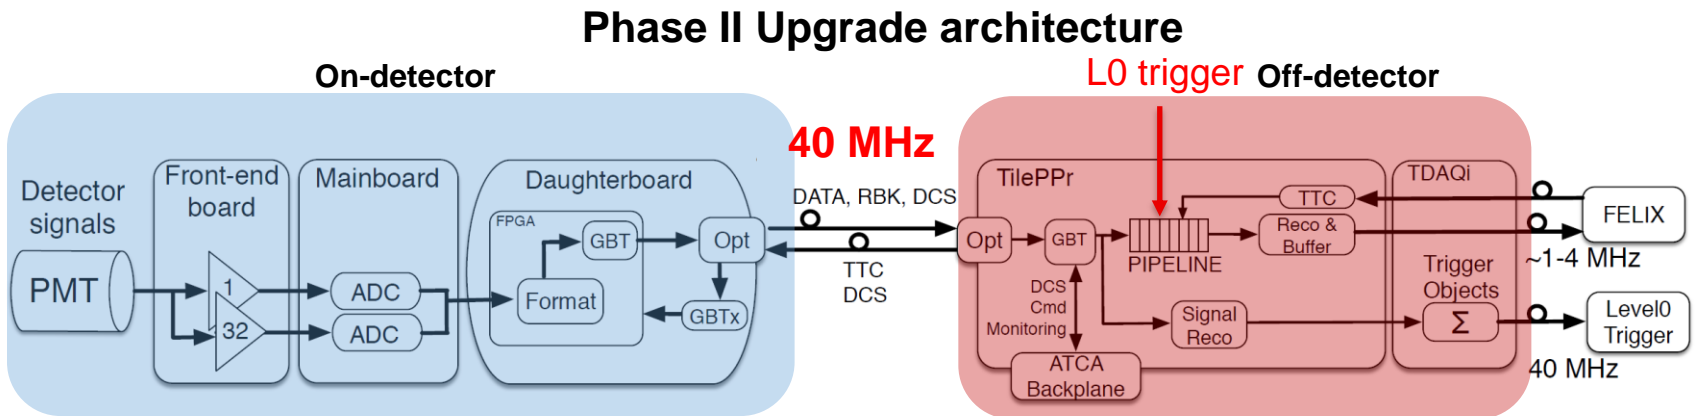 Phase II Upgrade architecture
On-detector
L0 trigger
Off-detector
40 MHz
Detector
signals
PMT
Front-end
board
1
32
Mainboard
ADC
ADC
Daughterboard
FPGA
GBT
Format
Opt
GBTx
DATA, RBK, DCS
TTC
DCS
TilePPr
Opt
GBT
PIPELINE
TTC
Reco &
Buffer
DCS
Cmd
Monitoring
Signal
Reco
ATCA
Backplane
TDAQi
Trigger
Objects
Σ
FELIX
~1-4 MHz
Level0
Trigger
40 MHz